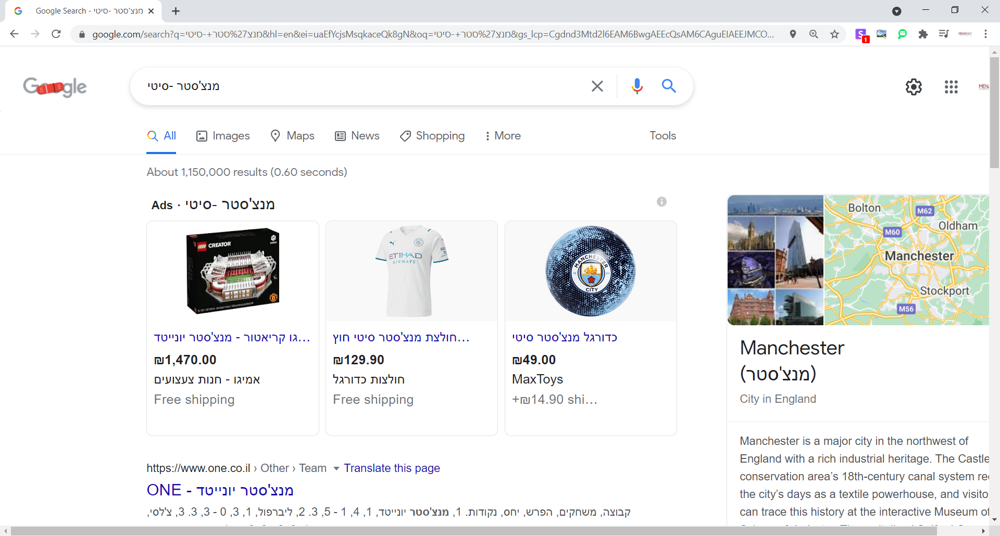 Google Search - מנצ'סטר -סיטי
google.com/search?q=מנצ%27סטר+-סיטי&hl=en&ei=uaEfYcjsMsqkaceQk8gN&oq=מנצ%27סטר+-סיטי&gs_lcp=Cgdnd3Mtd2l6EAM6BwgAEEcQsAM6CAguEIAEEJMCO...
1
Google
מנצ'סטר -סיטי
MENA
All
Images
Maps
News
Shopping
More
Tools
About 1,150,000 results (0.60 seconds)
Ads · מנצ'סטר -סיטי
LEGO CREATOR
ETIHAD
AIRWAYS
MANCHESTER
18 94
CITY
...גו קריאטור - מנצ'סטר יונייטד
₪1,470.00
אמיגו - חנות צעצועים
Free shipping
חולצת מנצ'סטר סיטי חוץ...
₪129.90
חולצות כדורגל
Free shipping
כדורגל מנצ'סטר סיטי
₪49.00
MaxToys
+₪14.90 shi...
https://www.one.co.il › Other › Team Translate this page
ONE - מנצ'סטר יונייטד
קבוצה, משחקים, הפרש, יחס, נקודות. 1, מנצ'סטר יונייטד, 1, 4, 1 - 5, 3. 2, ליברפול, 1, 3, 0 - 3, 3. 3, צ'לסי,
Bolton
M62
Oldham
M60
Manchester
Stockport
M56
Manchester
(מנצ'סטר)
City in England
Manchester is a major city in the northwest of
England with a rich industrial heritage. The Castle
conservation area's 18th-century canal system re
the city's days as a textile powerhouse, and visito
can trace this history at the interactive Museum of